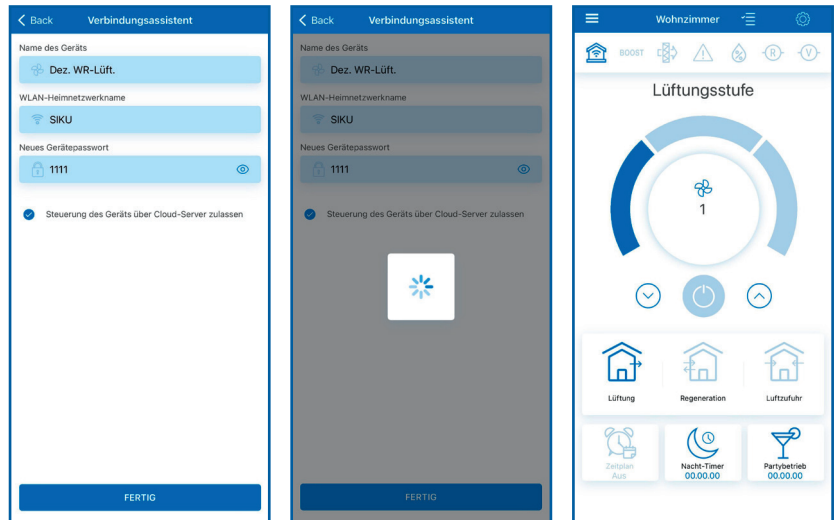 Back Verbindungsassistent
Name des Geräts
Dez. WR-Lüft.
WLAN-Heimnetzwerkname
SIKU
Neues Gerätepasswort
1111
Steuerung des Geräts über Cloud-Server zulassen
FERTIG
Back Verbindungsassistent
Name des Geräts
Dez. WR-Lüft.
WLAN-Heimnetzwerkname
SIKU
Neues Gerätepasswort
1111
Steuerung des Geräts über Cloud-Server zulassen
FERTIG
Wohnzimmer
BOOST R V
Lüftungsstufe
1
Lüftung Regeneration Luftzufuhr
Zeitplan Nacht-Timer Partybetrieb
Aus 00.00.00 00.00.00